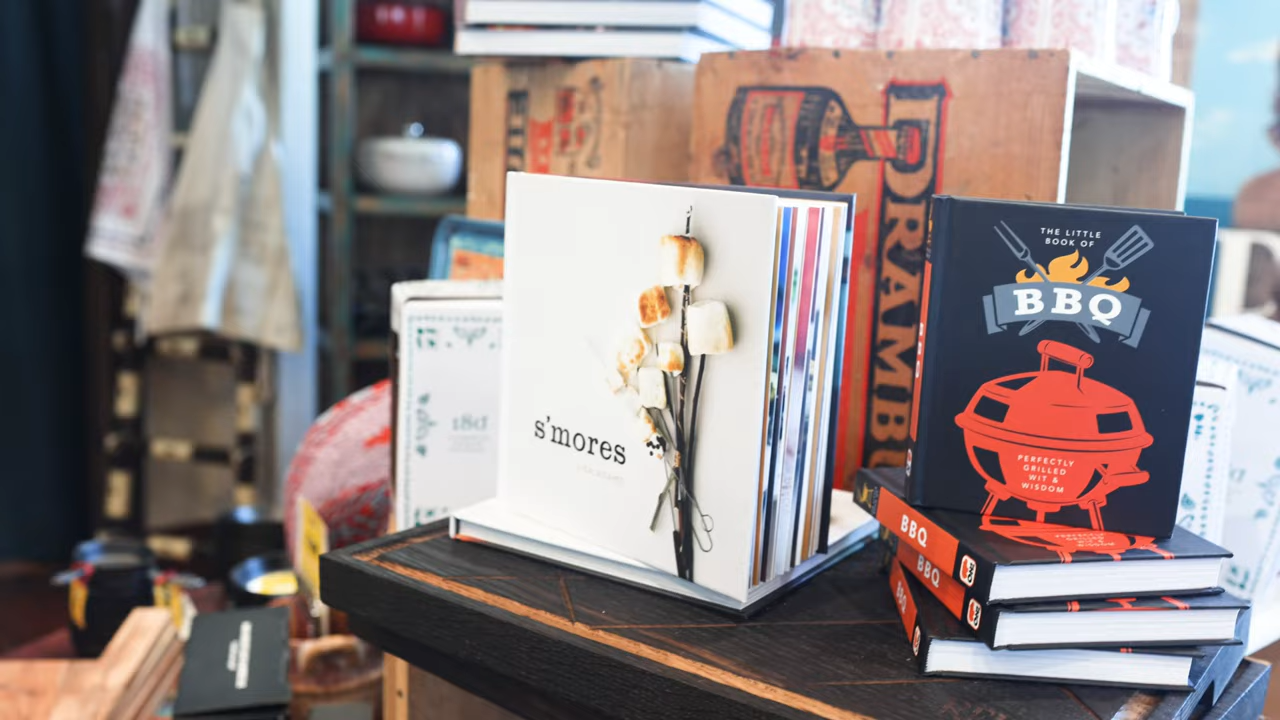 s'mores
DRAMBU
THE LITTLE
BOOK OF
BBQ
PERFECTLY
GRILLED
WIT &
WISDOM
BBQ
BBQ
BBQ